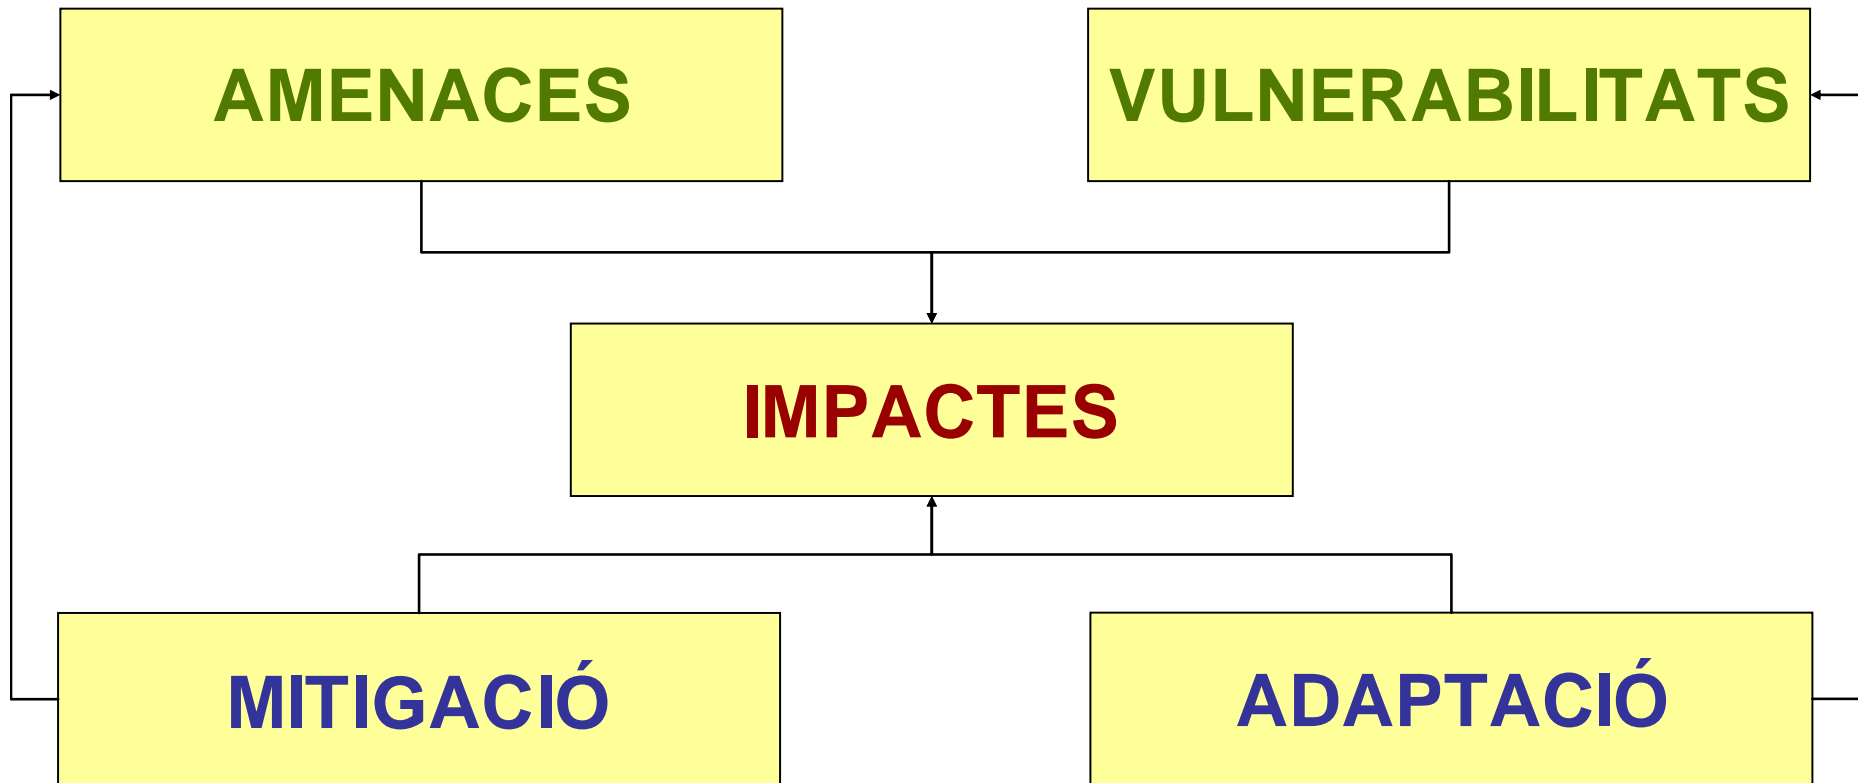 AMENACES
VULNERABILITATS
IMPACTES
MITIGACIÓ
ADAPTACIÓ